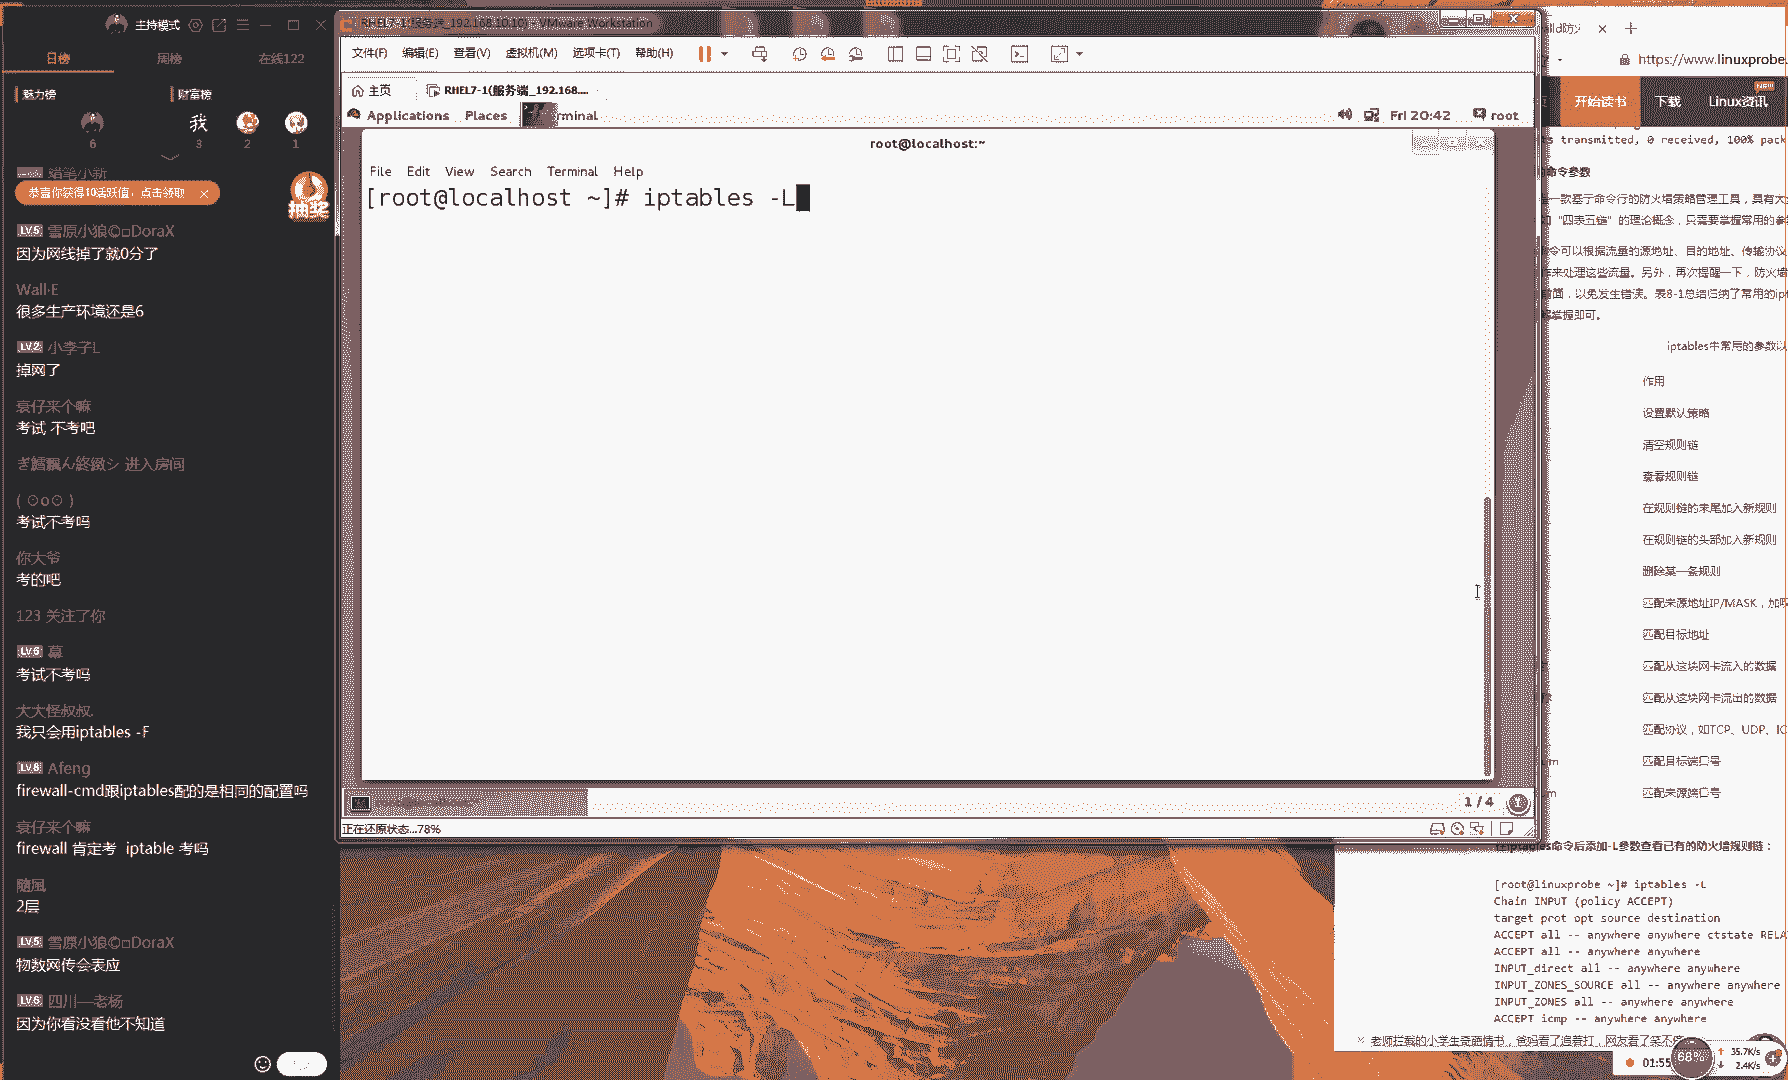 主持模式
日榜
周榜
在线122
魅力榜
财富榜
6
3
2
1
蜡笔小新
恭喜你获得10活跃值，点击领取
抽奖
LV.5 雪原小狼©□DoraX
因为网线掉了就0分了
Wall·E
很多生产环境还是6
LV.2 小李子L
掉网了
袁仔来个嘛
考试 不考吧
进入房间
( ⊙o⊙ )
考试不考吗
你大爷
考的吧
123 关注了你
LV.6 墓
考试不考吗
大大怪叔叔.
我只会用iptables -F
LV.8 Afeng
firewall-cmd跟iptables配的是相同的配置吗
袁仔来个嘛
firewall 肯定考 iptable 考吗
随風
2层
LV.5 雪原小狼©□DoraX
物数网传会表应
LV.6 四川—老杨
因为你看没看他不知道
RHEL7-1(服务端_192.168.10.10) - VMware Workstation
文件(F) 编辑(E) 查看(V) 虚拟机(M) 选项卡(T) 帮助(H)
主页
RHEL7-1(服务端_192.168....
Applications Places
rminal
Fri 20:42
root
root@localhost:~
File Edit View Search Terminal Help
[root@localhost ~]# iptables -L
1 / 4
正在还原状态...78%
https://www.linuxprobe.
开始读书
下载
Linux资讯
NEW
ts transmitted, 0 received, 100% pack
命令参数
一款基于命令行的防火墙策略管理工具，具有大
“四表五链”的理论概念，只需要掌握常用的参
令可以根据流量的源地址、目的地址、传输协议
来处理这些流量。另外，再次提醒一下，防火墙
前面，以免发生错误。表8-1总结归纳了常用的ipt
掌握即可。
iptables中常用的参数以
作用
设置默认策略
清空规则链
查看规则链
在规则链的末尾加入新规则
在规则链的头部加入新规则
删除某一条规则
匹配来源地址IP/MASK，加
匹配目标地址
匹配从这块网卡流入的数据
匹配从这块网卡流出的数据
匹配协议，如TCP、UDP、IC
匹配目标端口号
匹配来源端口号
iptables命令后添加-L参数查看已有的防火墙规则链：
[root@linuxprobe ~]# iptables -L
Chain INPUT (policy ACCEPT)
target prot opt source destination
ACCEPT all -- anywhere anywhere ctstate RELA
ACCEPT all -- anywhere anywhere
INPUT_direct all -- anywhere anywhere
INPUT_ZONES_SOURCE all -- anywhere anywhere
INPUT_ZONES all -- anywhere anywhere
ACCEPT icmp -- anywhere anywhere
老师拦截的小学生奇葩情书，爸妈看了追着打，网友看了笑不
01:55
68%
35.7K/s
2.4K/s